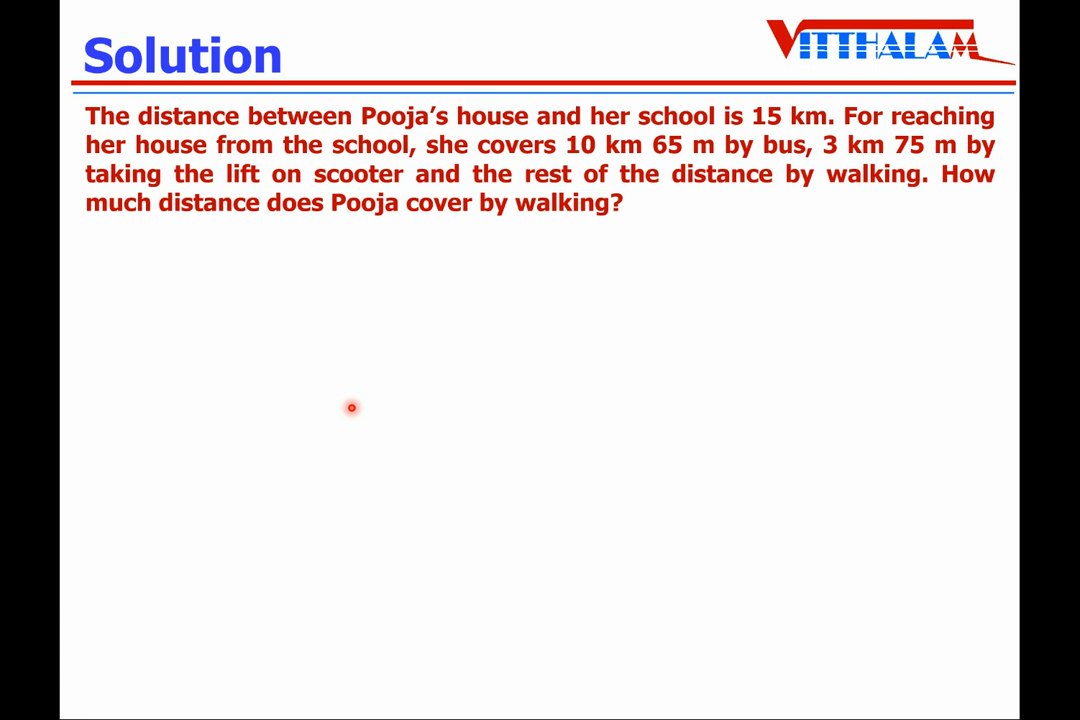 Solution
VITTHALAM
The distance between Pooja’s house and her school is 15 km. For reaching
her house from the school, she covers 10 km 65 m by bus, 3 km 75 m by
taking the lift on scooter and the rest of the distance by walking. How
much distance does Pooja cover by walking?